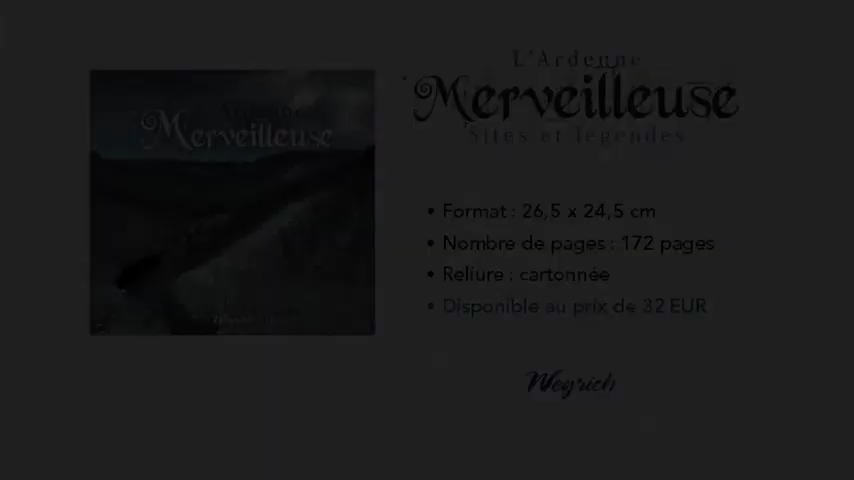 L'Ardenne
Merveilleuse
Sites et légendes
Ardenne
Merveilleuse
• Format : 26,5 x 24,5 cm
• Nombre de pages : 172 pages
• Reliure : cartonnée
• Disponible au prix de 32 EUR
Weyrich